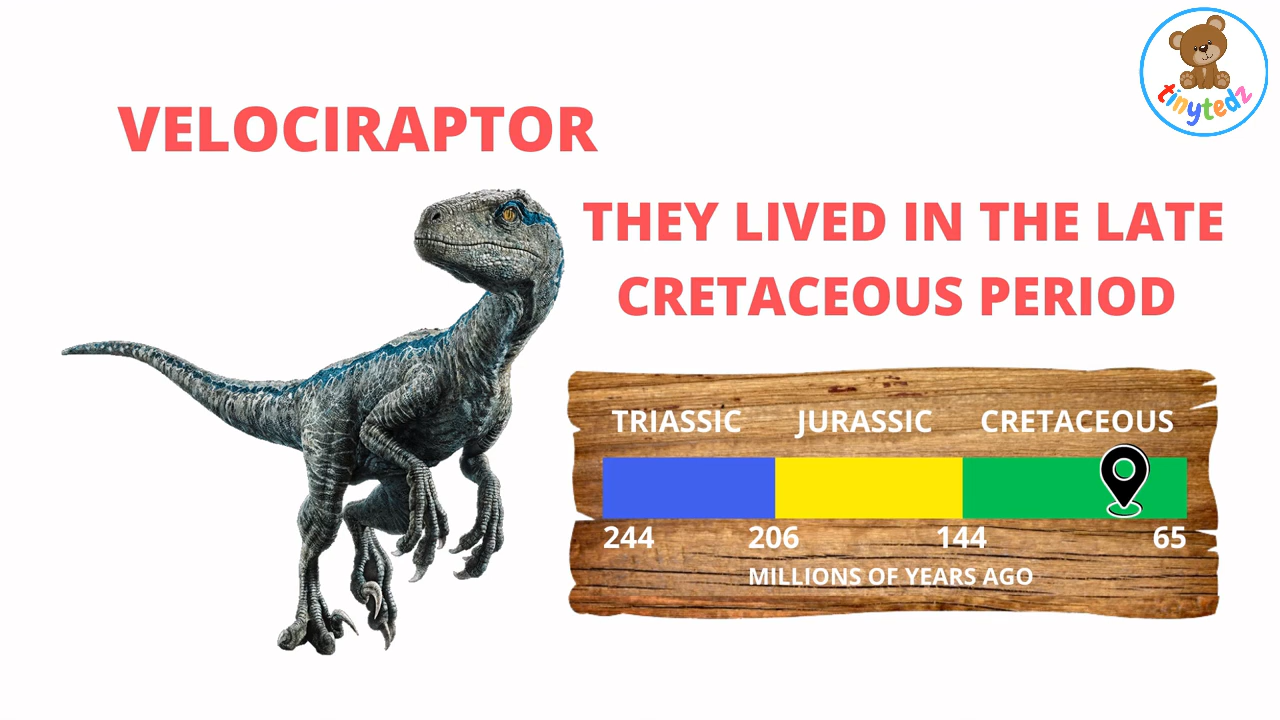 tinytedz
VELOCIRAPTOR
THEY LIVED IN THE LATE
CRETACEOUS PERIOD
TRIASSIC JURASSIC CRETACEOUS
244 206 144 65
MILLIONS OF YEARS AGO